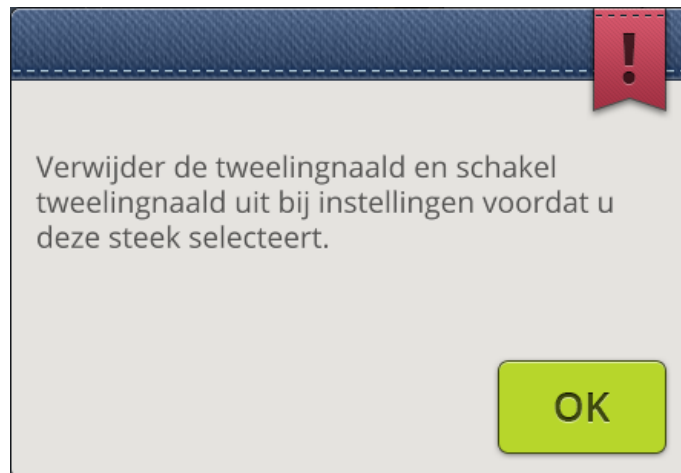 !
Verwijder de tweelingnaald en schakel
tweelingnaald uit bij instellingen voordat u
deze steek selecteert.
OK